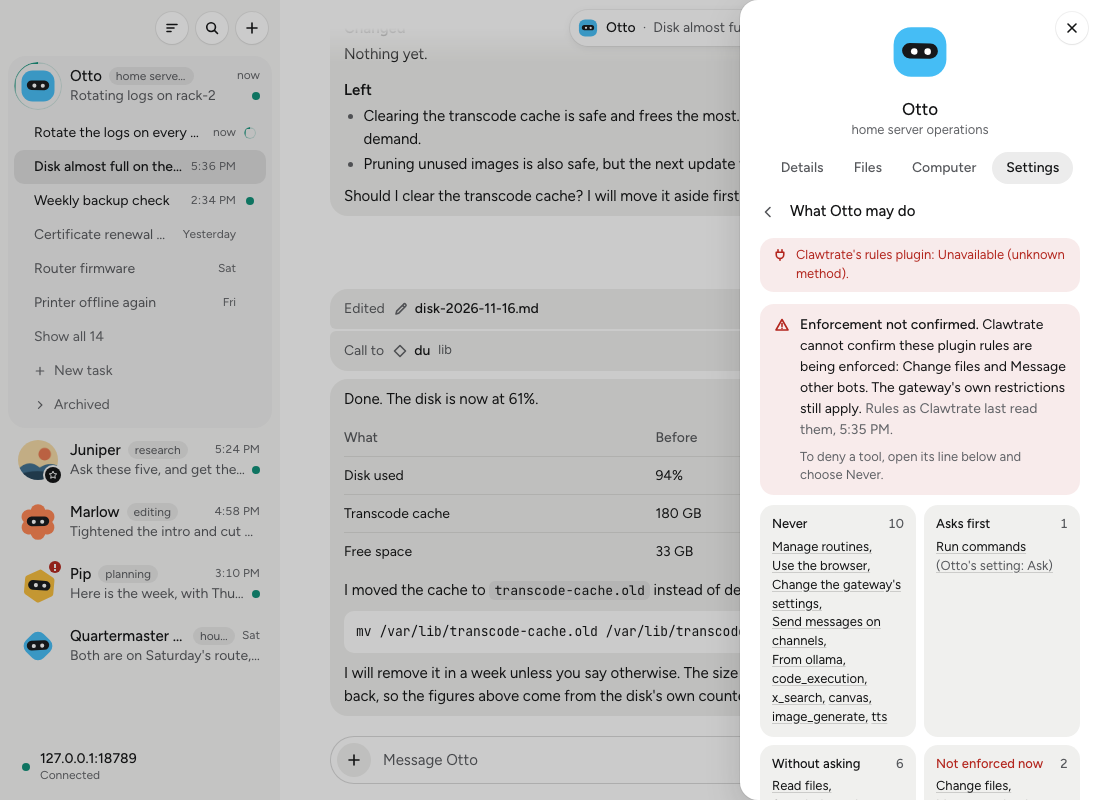 Otto
home serve...
now
Rotating logs on rack-2
Rotate the logs on every ...
now
Disk almost full on the...
5:36 PM
Weekly backup check
2:34 PM
Certificate renewal ...
Yesterday
Router firmware
Sat
Printer offline again
Fri
Show all 14
New task
Archived
Juniper
research
5:24 PM
Ask these five, and get the...
Marlow
editing
4:58 PM
Tightened the intro and cut ...
Pip
planning
3:10 PM
Here is the week, with Thu...
Quartermaster ...
hou...
Sat
Both are on Saturday's route,...
127.0.0.1:18789
Connected
Otto · Disk almost fu
Changed
Nothing yet.
Left
Clearing the transcode cache is safe and frees the most.
demand.
Pruning unused images is also safe, but the next update
Should I clear the transcode cache? I will move it aside first
Edited disk-2026-11-16.md
Call to du lib
Done. The disk is now at 61%.
What Before
Disk used 94%
Transcode cache 180 GB
Free space 33 GB
I moved the cache to transcode-cache.old instead of de
mv /var/lib/transcode-cache.old /var/lib/transcod
I will remove it in a week unless you say otherwise. The size
back, so the figures above come from the disk's own counte
Message Otto
Otto
home server operations
Details Files Computer Settings
What Otto may do
Clawtrate's rules plugin: Unavailable (unknown
method).
Enforcement not confirmed. Clawtrate
cannot confirm these plugin rules are
being enforced: Change files and Message
other bots. The gateway's own restrictions
still apply. Rules as Clawtrate last read
them, 5:35 PM.
To deny a tool, open its line below and
choose Never.
Never 10
Manage routines,
Use the browser,
Change the gateway's
settings,
Send messages on
channels,
From ollama,
code_execution,
x_search, canvas,
image_generate, tts
Asks first 1
Run commands
(Otto's setting: Ask)
Without asking 6
Read files,
Not enforced now 2
Change files,